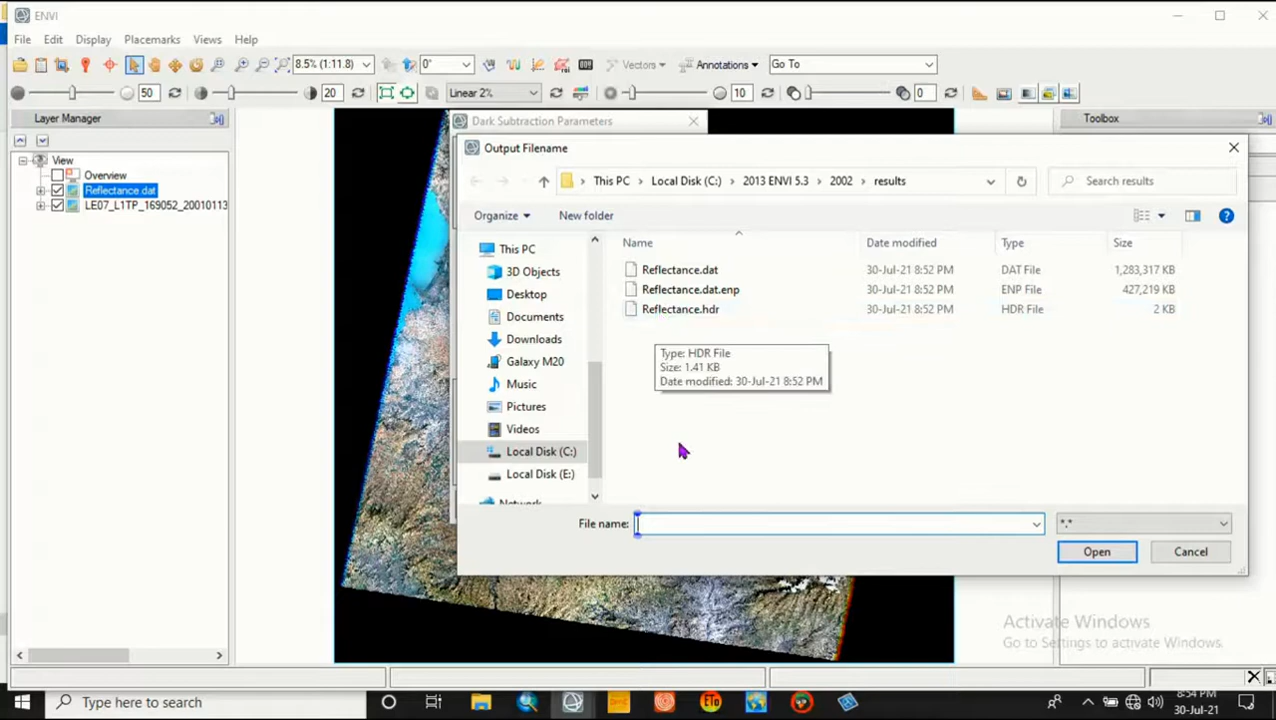 ENVI
File Edit Display Placemarks Views Help
8.5% (1:11.8) 0° Vectors Annotations Go To
50 20 Linear 2% 10 0
Layer Manager
Dark Subtraction Parameters
Toolbox
View
Overview
Reflectance.dat
LE07_L1TP_169052_20010113
Output Filename
This PC Local Disk (C:) 2013 ENVI 5.3 2002 results
Search results
Organize New folder
Name Date modified Type Size
This PC
3D Objects
Desktop
Documents
Downloads
Galaxy M20
Music
Pictures
Videos
Local Disk (C:)
Local Disk (E:)
Network
Reflectance.dat 30-Jul-21 8:52 PM DAT File 1,283,317 KB
Reflectance.dat.enp 30-Jul-21 8:52 PM ENP File 427,219 KB
Reflectance.hdr 30-Jul-21 8:52 PM HDR File 2 KB
Type: HDR File
Size: 1.41 KB
Date modified: 30-Jul-21 8:52 PM
File name: *.*
Open Cancel
Activate Windows
Go to Settings to activate Windows.
Type here to search
ETo
8:54 PM
30-Jul-21